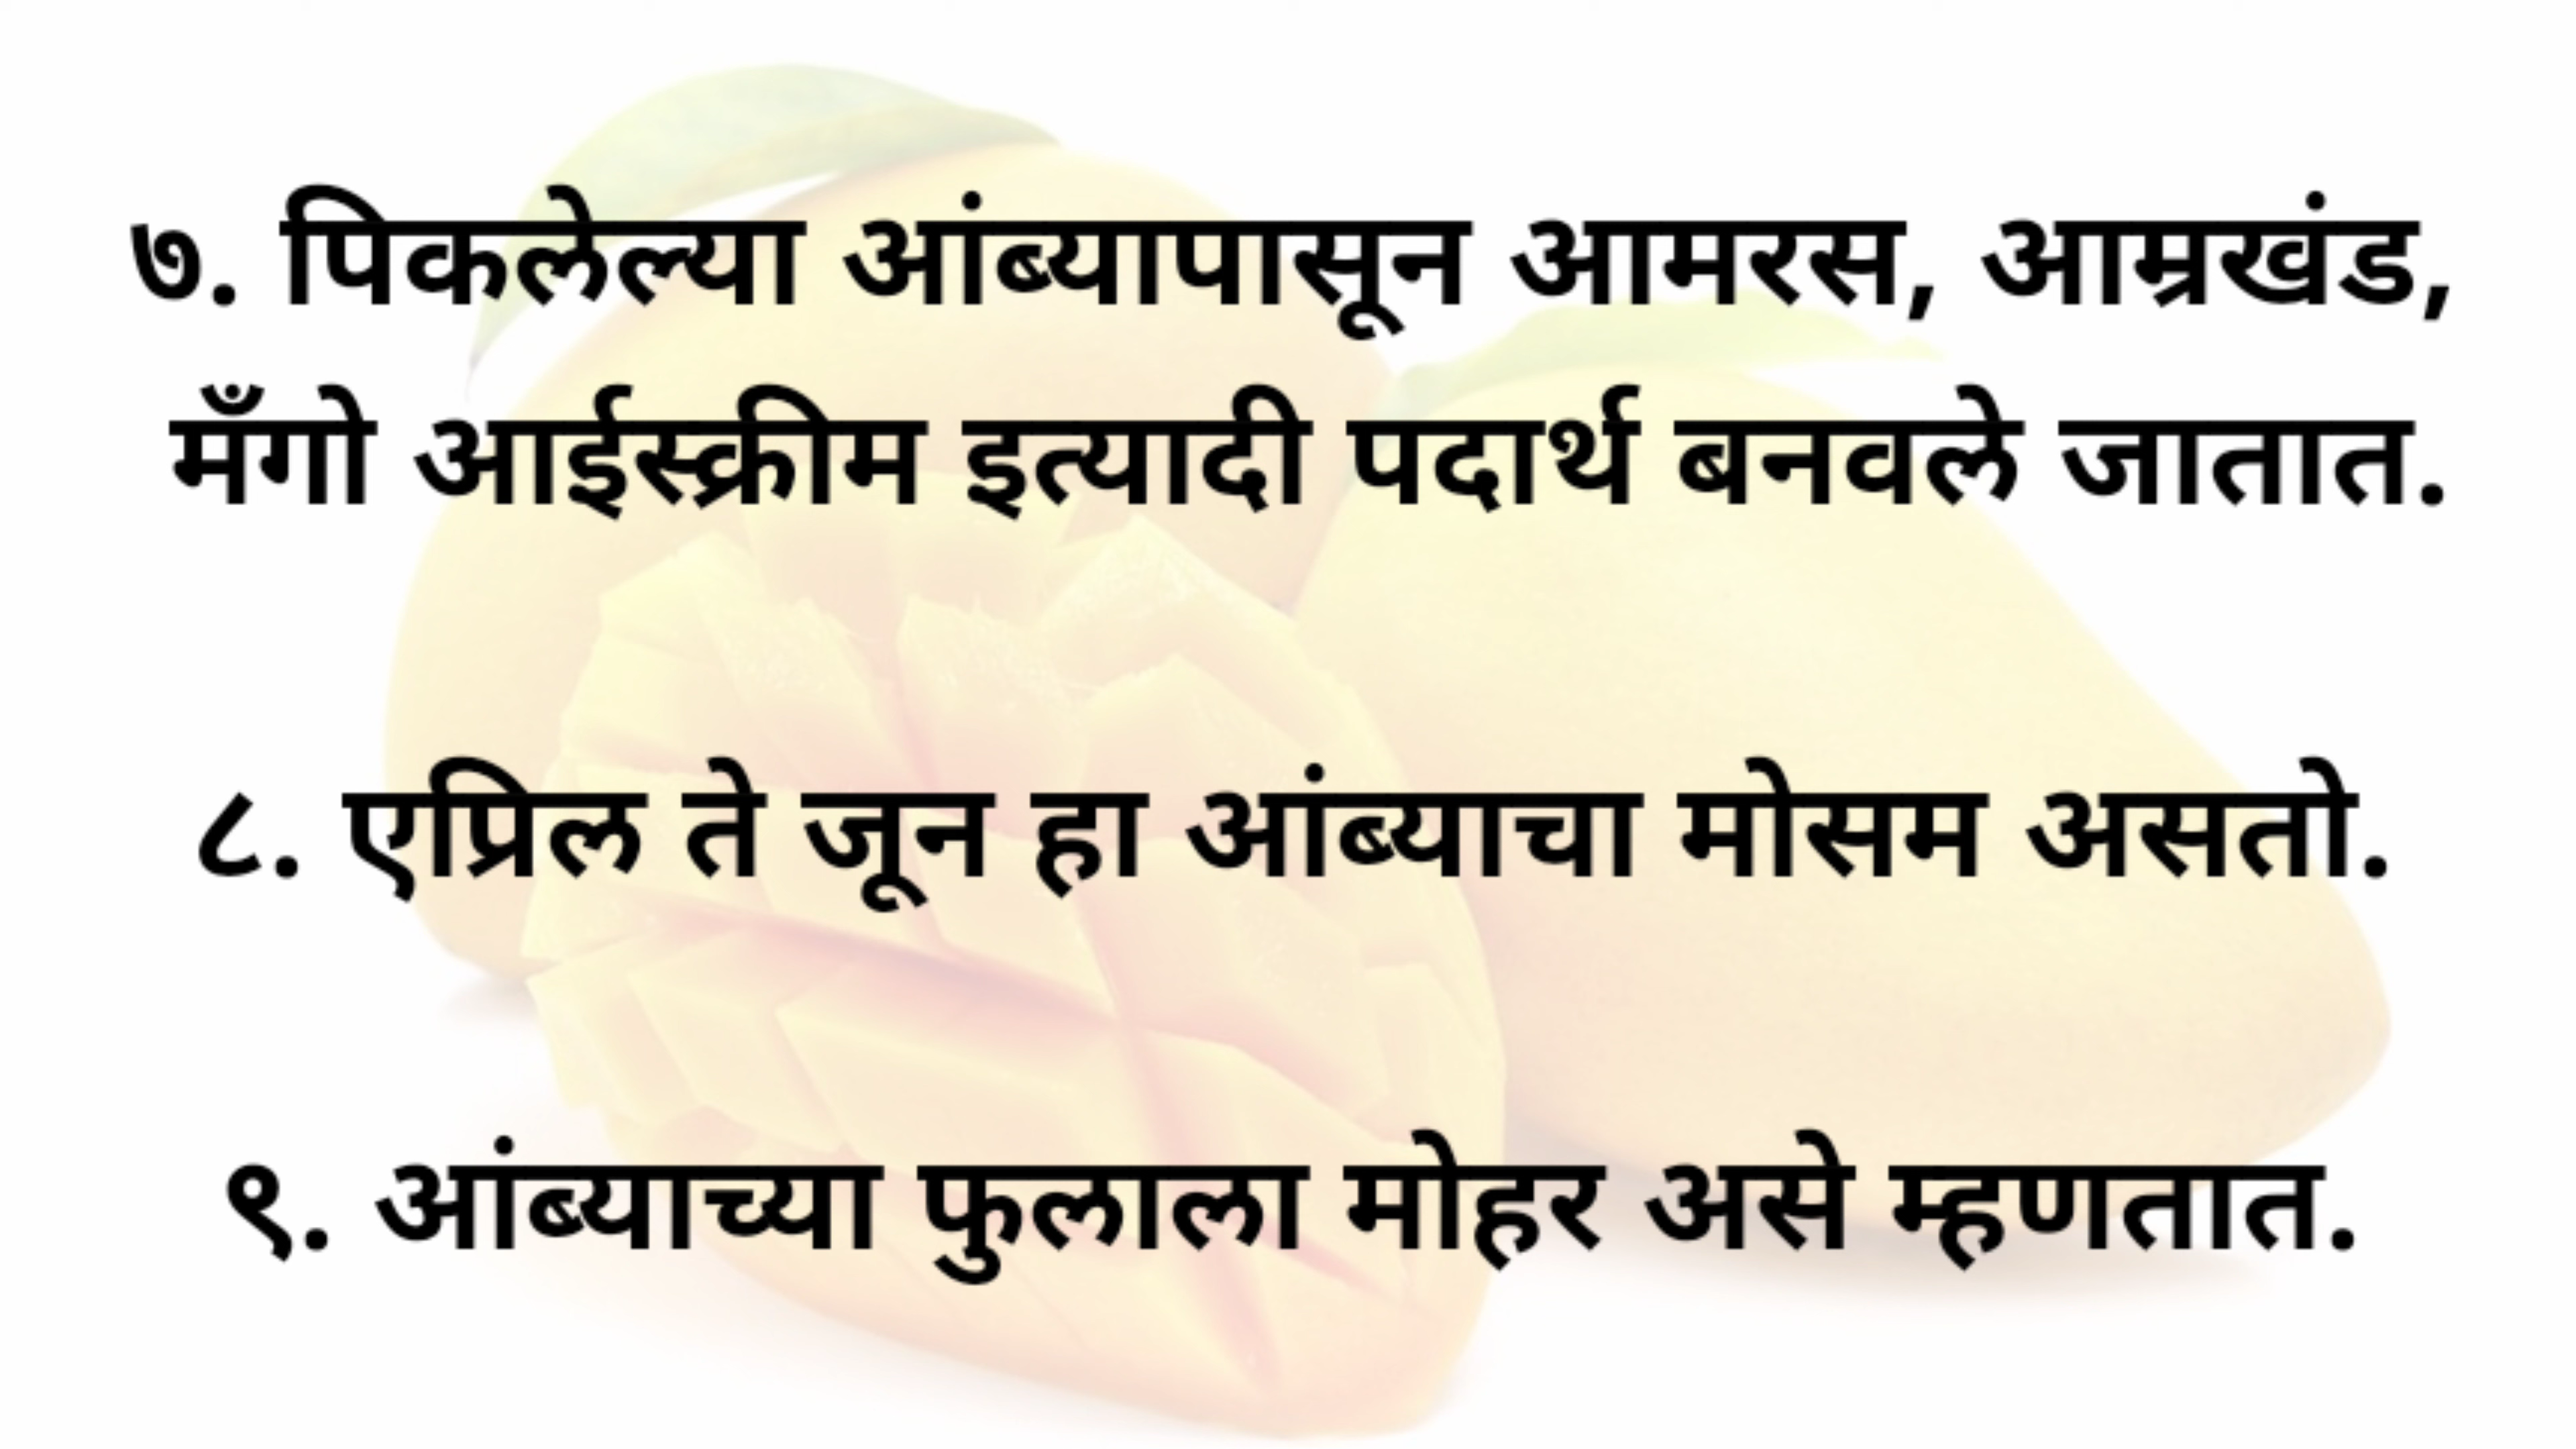 ७. पिकलेल्या आंब्यापासून आमरस, आम्रखंड,
मँगो आईस्क्रीम इत्यादी पदार्थ बनवले जातात.
८. एप्रिल ते जून हा आंब्याचा मोसम असतो.
९. आंब्याच्या फुलाला मोहर असे म्हणतात.